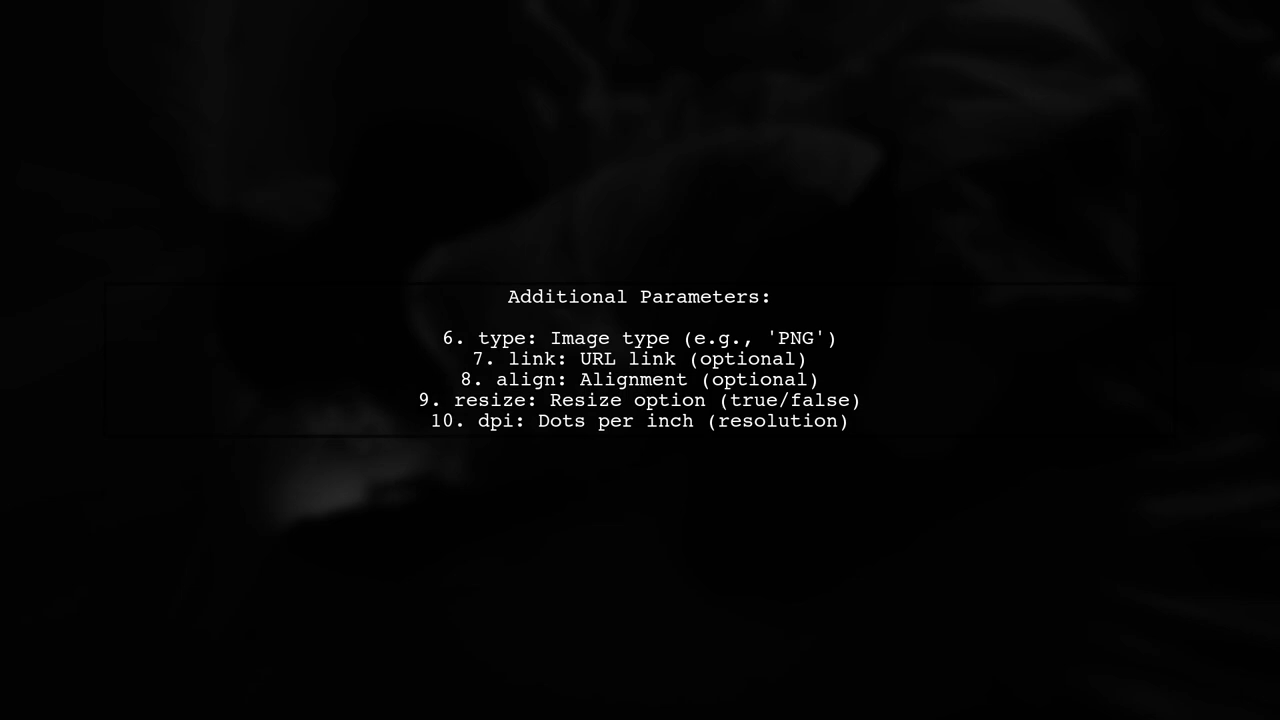 Additional Parameters:
6. type: Image type (e.g., 'PNG')
7. link: URL link (optional)
8. align: Alignment (optional)
9. resize: Resize option (true/false)
10. dpi: Dots per inch (resolution)